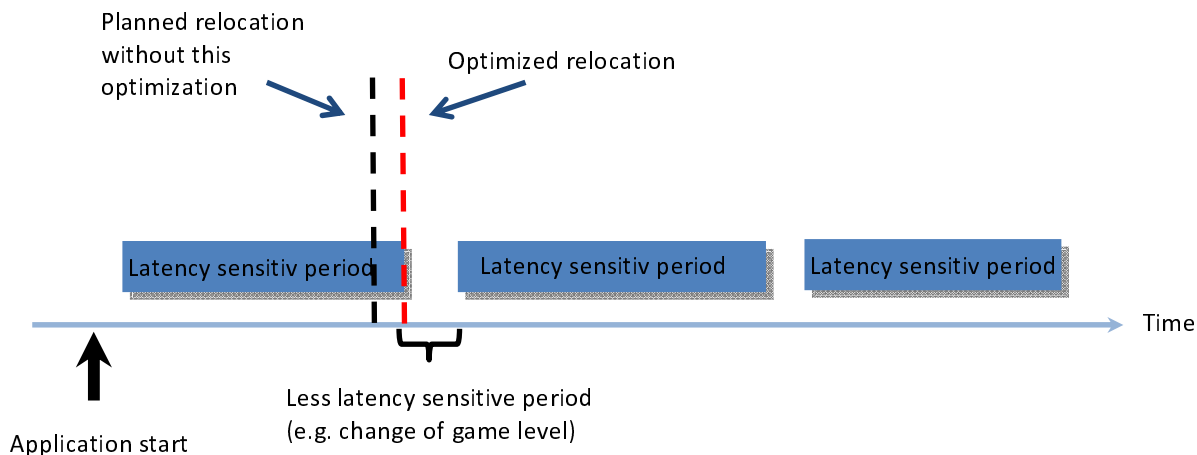 Planned relocation
without this
optimization
Optimized relocation
Latency sensitiv period
Latency sensitiv period
Latency sensitiv period
Time
Less latency sensitive period
(e.g. change of game level)
Application start